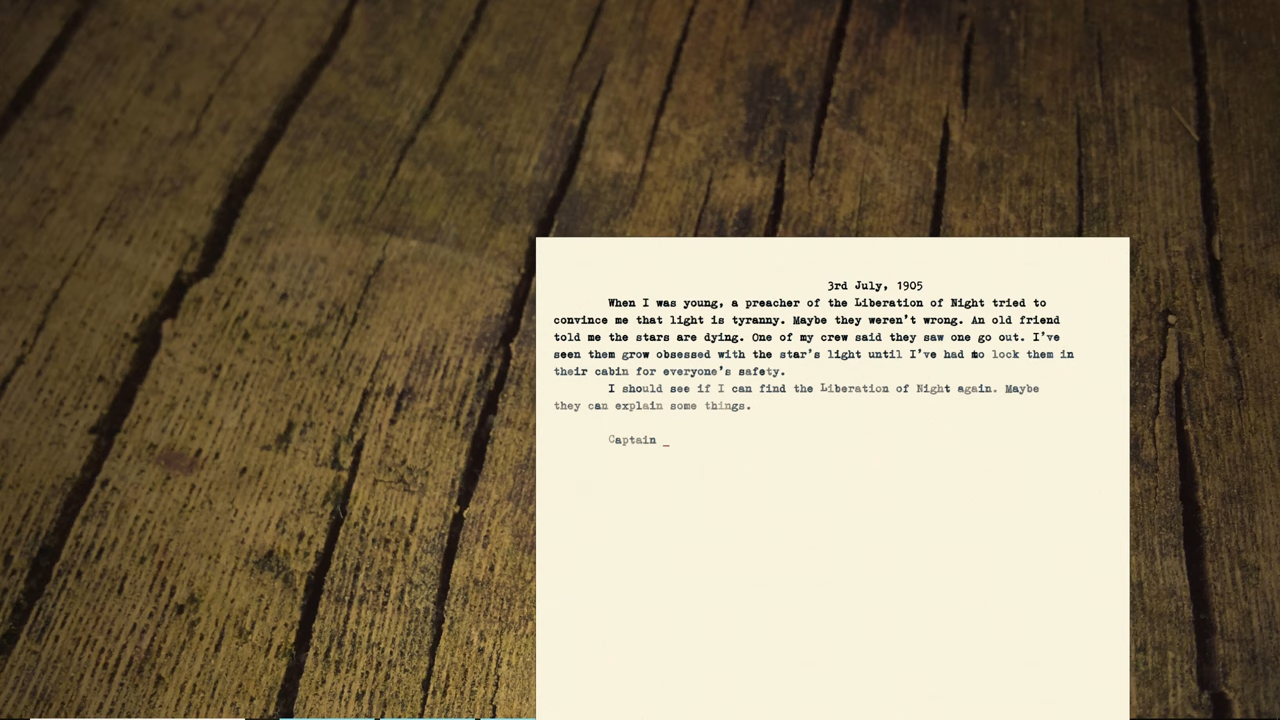 3rd July, 1905
When I was young, a preacher of the Liberation of Night tried to
convince me that light is tyranny. Maybe they weren't wrong. An old friend
told me the stars are dying. One of my crew said they saw one go out. I've
seen them grow obsessed with the star's light until I've had to lock them in
their cabin for everyone's safety.
I should see if I can find the Liberation of Night again. Maybe
they can explain some things.
Captain _